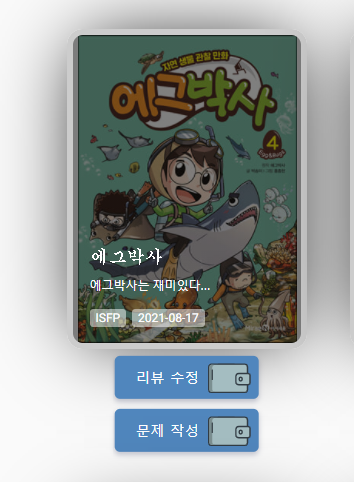 자연 생물 관찰 만화
에그박사
4
에그박사
에그박사는 재미있다...
ISFP
2021-08-17
리뷰 수정
문제 작성